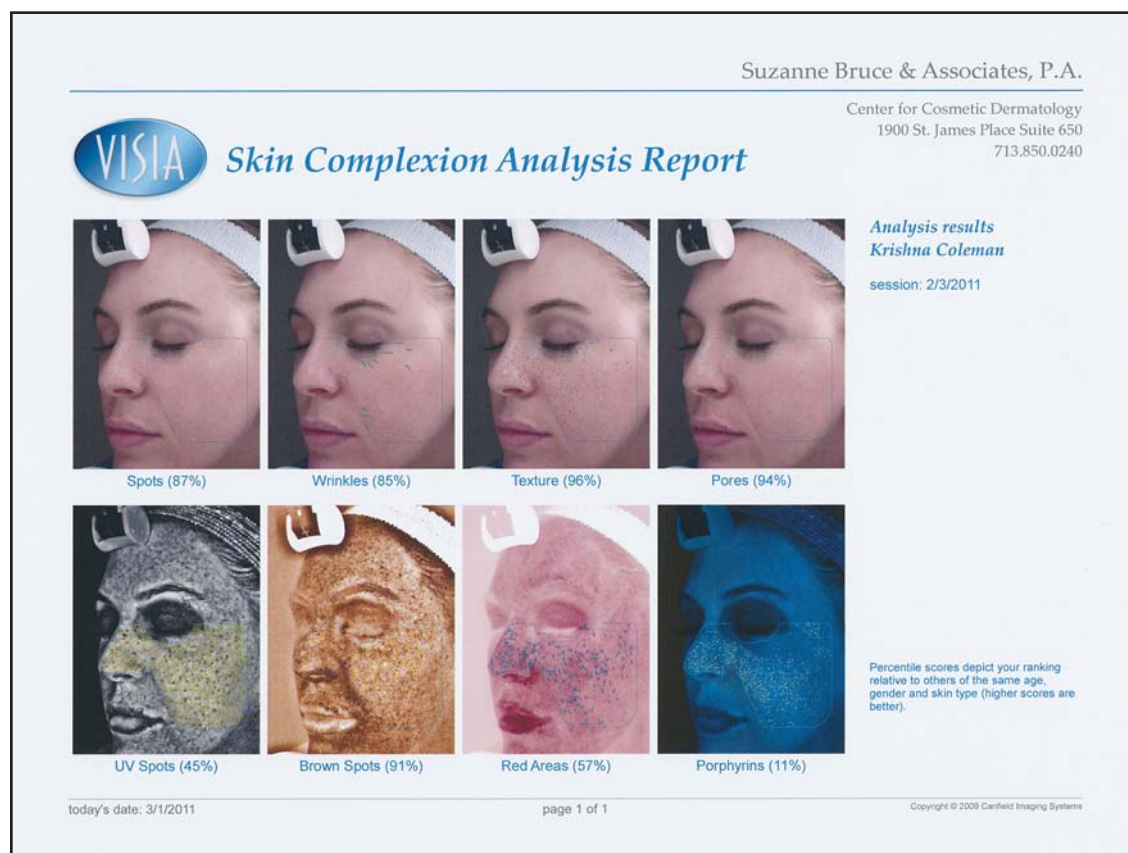 Suzanne Bruce & Associates, P.A.
Center for Cosmetic Dermatology
1900 St. James Place Suite 650
713.850.0240
VISIA
Skin Complexion Analysis Report
Analysis results
Krishna Coleman
session: 2/3/2011
Spots (87%)
Wrinkles (85%)
Texture (96%)
Pores (94%)
UV Spots (45%)
Brown Spots (91%)
Red Areas (57%)
Porphyrins (11%)
Percentile scores depict your ranking
relative to others of the same age,
gender and skin type (higher scores are
better).
today's date: 3/1/2011
page 1 of 1
Copyright © 2009 Canfield Imaging Systems